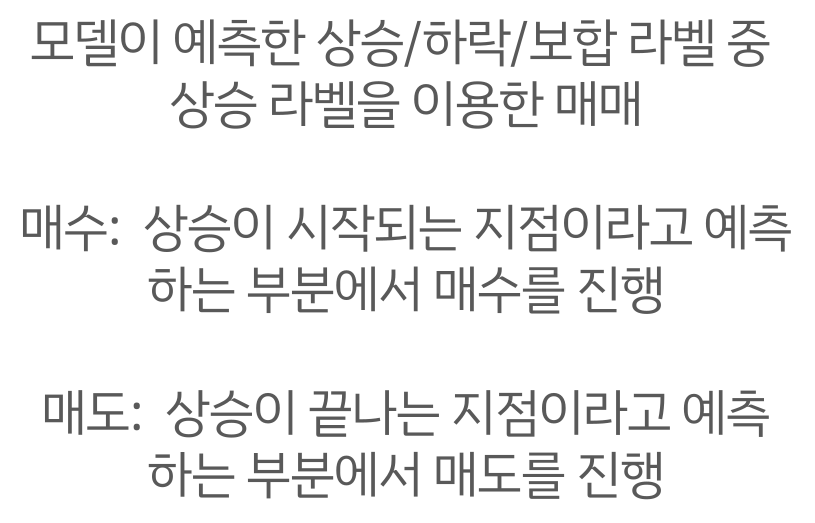 모델이 예측한 상승/하락/보합 라벨 중
상승 라벨을 이용한 매매
매수: 상승이 시작되는 지점이라고 예측
하는 부분에서 매수를 진행
매도: 상승이 끝나는 지점이라고 예측
하는 부분에서 매도를 진행